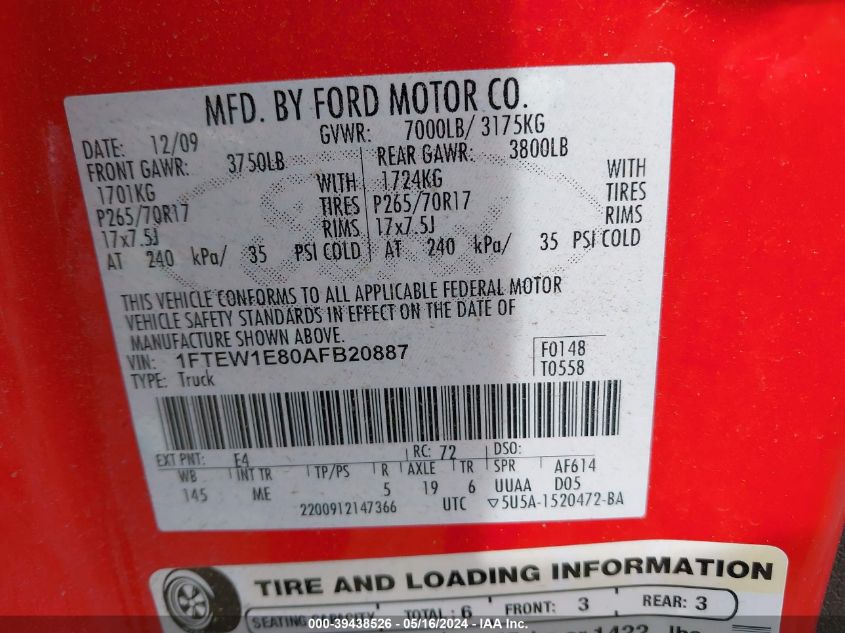 MFD. BY FORD MOTOR CO.
DATE: 12/09 GVWR: 7000LB/ 3175KG
FRONT GAWR: 3750LB REAR GAWR: 3800LB
1701KG WITH 1724KG WITH
P265/70R17 TIRES P265/70R17 TIRES
17x7.5J RIMS 17x7.5J RIMS
AT 240 kPa/ 35 PSI COLD AT 240 kPa/ 35 PSI COLD
THIS VEHICLE CONFORMS TO ALL APPLICABLE FEDERAL MOTOR
VEHICLE SAFETY STANDARDS IN EFFECT ON THE DATE OF
MANUFACTURE SHOWN ABOVE.
VIN: 1FTEW1E80AFB20887 F0148
TYPE: Truck T0558
EXT PNT: E4 RC: 72 DSO:
WB INT TR TP/PS R AXLE TR SPR AF614
145 ME 5 19 6 UUAA D05
2200912147366 UTC ▽5U5A-1520472-BA
TIRE AND LOADING INFORMATION
SEATING CAPACITY TOTAL : 6 FRONT: 3 REAR: 3
000-39438526 - 05/16/2024 - IAA Inc.